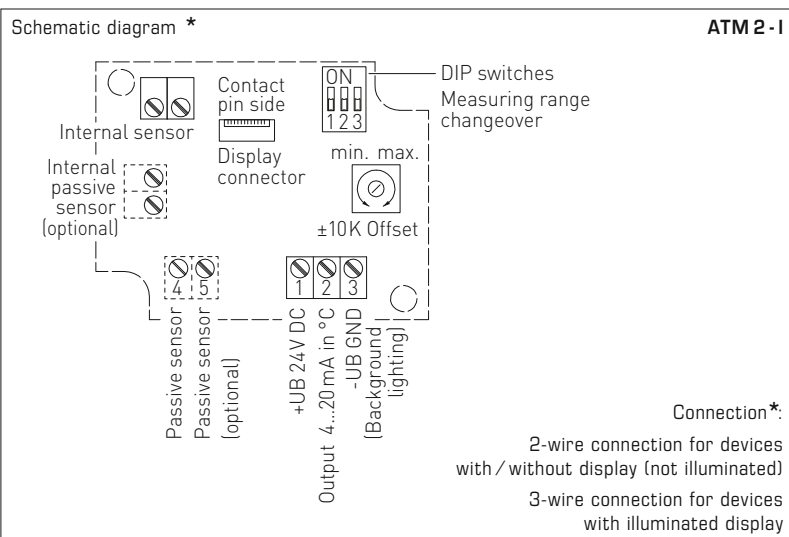 Schematic diagram *
ATM 2 - I
ON
1 2 3
DIP switches
Measuring range
changeover
Contact
pin side
Internal sensor
Display
connector
min. max.
±10K Offset
Internal
passive
sensor
(optional)
4 5
1 2 3
Passive sensor
Passive sensor
(optional)
+UB 24V DC
Output 4...20mA in °C
-UB GND
(Background
lighting)
Connection*:
2-wire connection for devices
with / without display (not illuminated)
3-wire connection for devices
with illuminated display